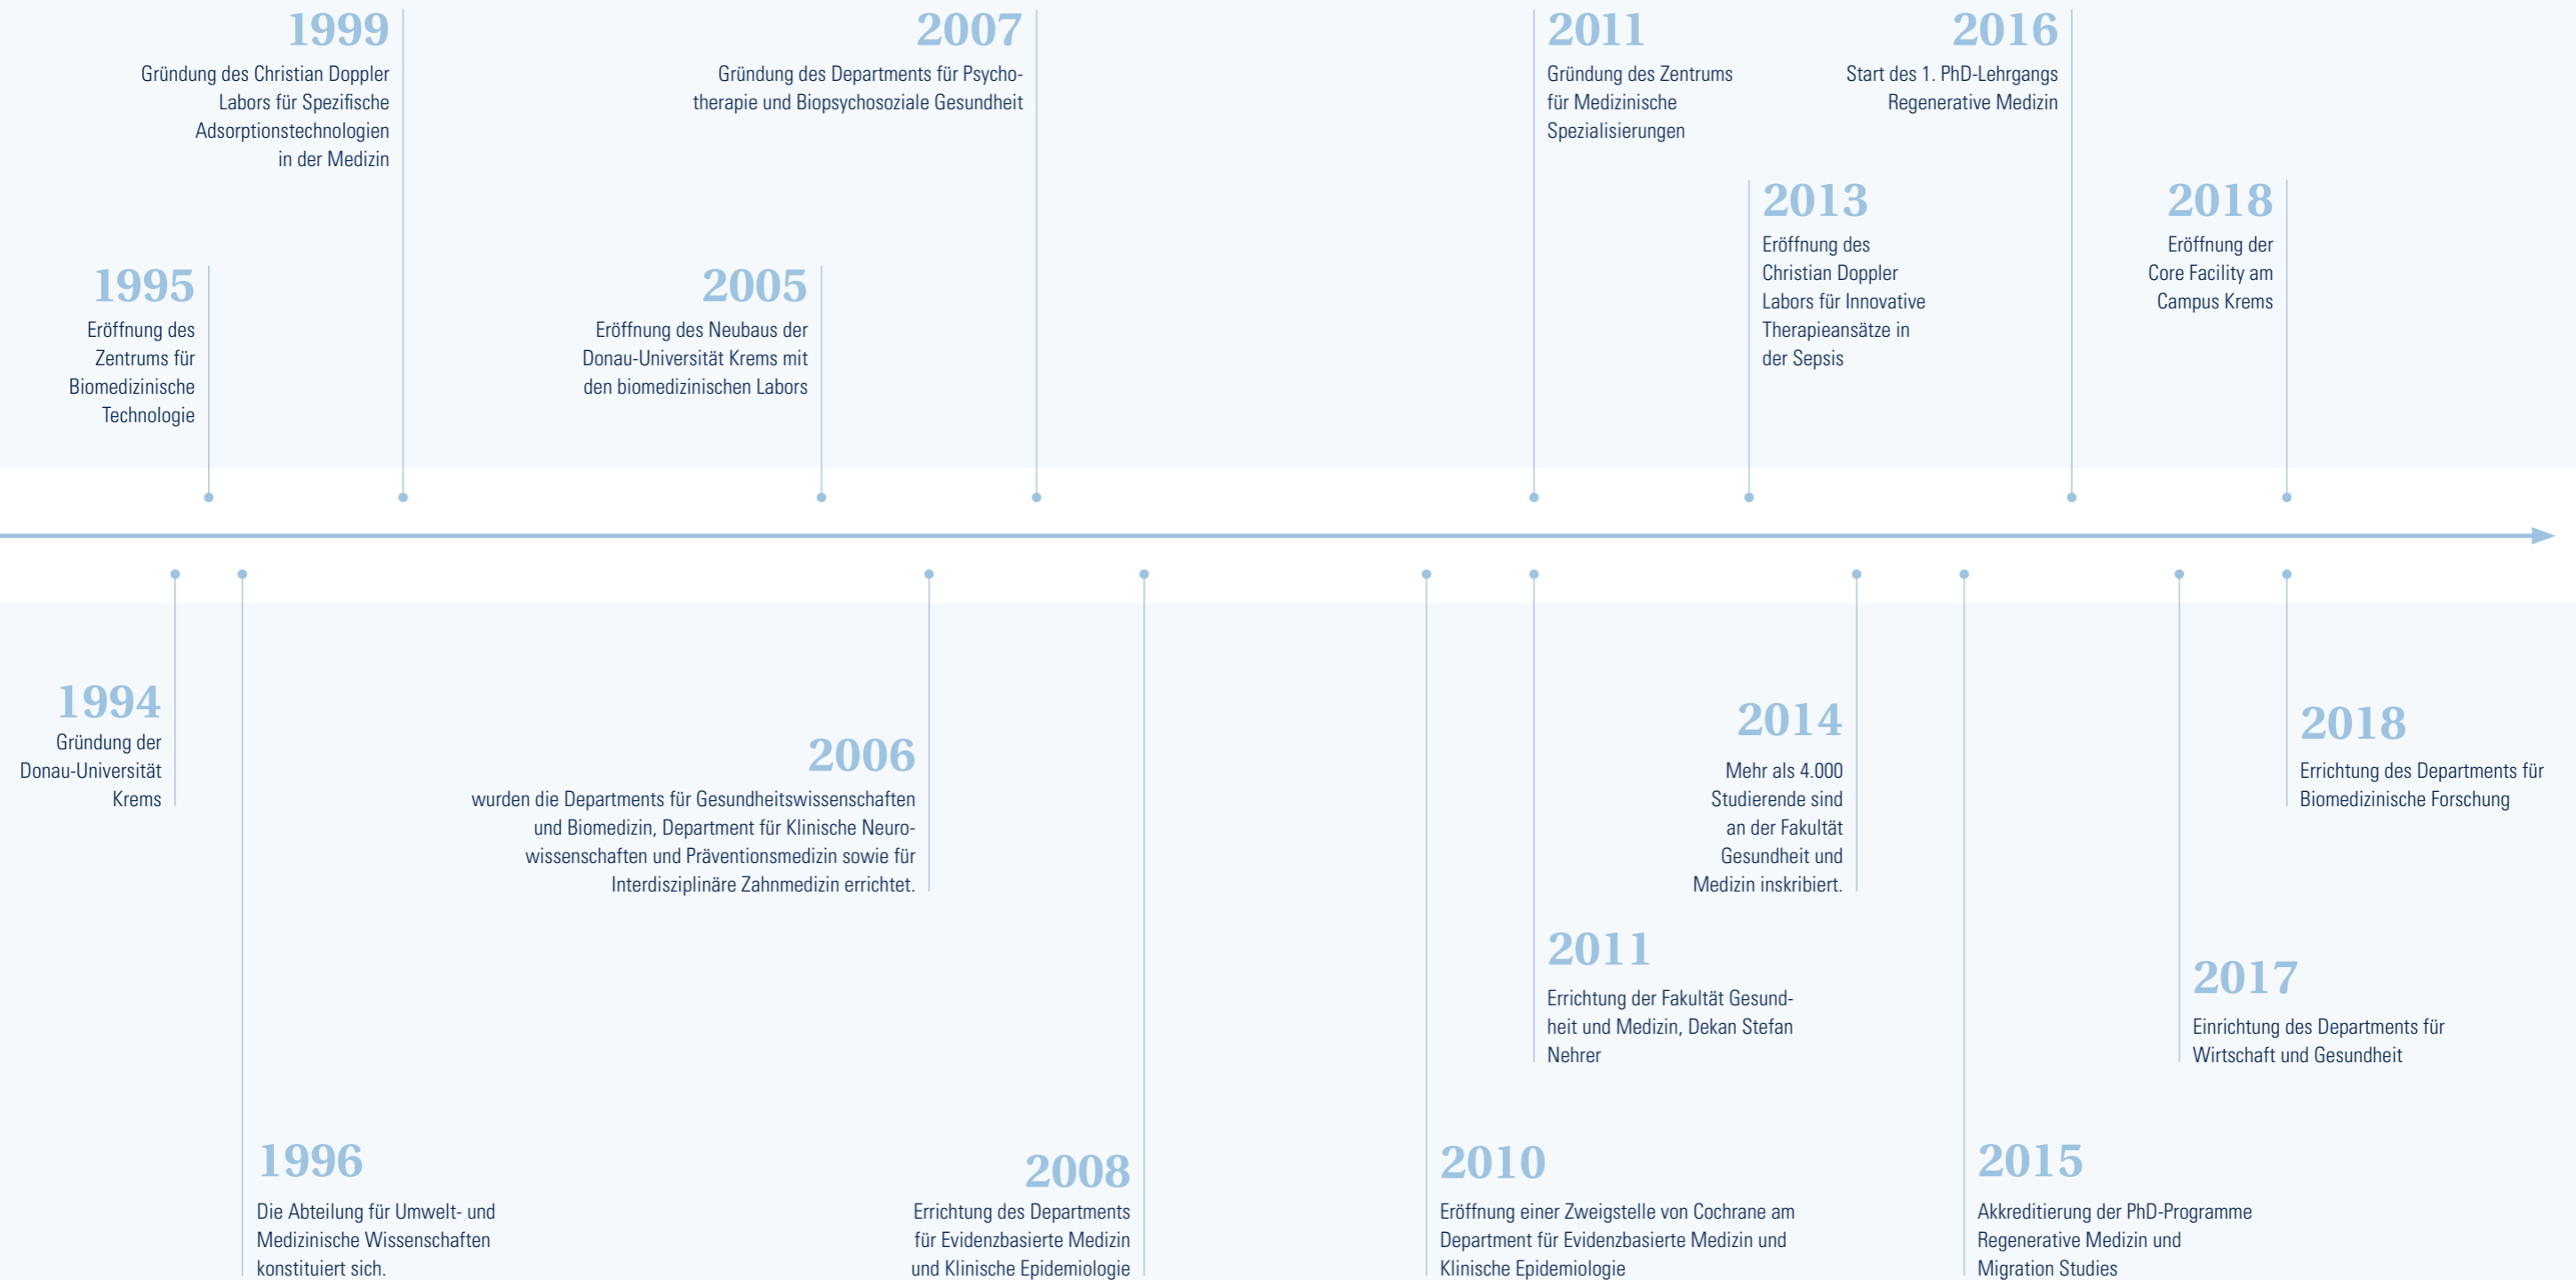 1999
Gründung des Christian Doppler
Labors für Spezifische
Adsorptionstechnologien
in der Medizin
2007
Gründung des Departments für Psycho-
therapie und Biopsychosoziale Gesundheit
2011
Gründung des Zentrums
für Medizinische
Spezialisierungen
2016
Start des 1. PhD-Lehrgangs
Regenerative Medizin
1995
Eröffnung des
Zentrums für
Biomedizinische
Technologie
2005
Eröffnung des Neubaus der
Donau-Universität Krems mit
den biomedizinischen Labors
2013
Eröffnung des
Christian Doppler
Labors für Innovative
Therapieansätze in
der Sepsis
2018
Eröffnung der
Core Facility am
Campus Krems
1994
Gründung der
Donau-Universität
Krems
2006
wurden die Departments für Gesundheitswissenschaften
und Biomedizin, Department für Klinische Neuro-
wissenschaften und Präventionsmedizin sowie für
Interdisziplinäre Zahnmedizin errichtet.
2014
Mehr als 4.000
Studierende sind
an der Fakultät
Gesundheit und
Medizin inskribiert.
2018
Errichtung des Departments für
Biomedizinische Forschung
2011
Errichtung der Fakultät Gesund-
heit und Medizin, Dekan Stefan
Nehrer
2017
Einrichtung des Departments für
Wirtschaft und Gesundheit
1996
Die Abteilung für Umwelt- und
Medizinische Wissenschaften
konstituiert sich.
2008
Errichtung des Departments
für Evidenzbasierte Medizin
und Klinische Epidemiologie
2010
Eröffnung einer Zweigstelle von Cochrane am
Department für Evidenzbasierte Medizin und
Klinische Epidemiologie
2015
Akkreditierung der PhD-Programme
Regenerative Medizin und
Migration Studies